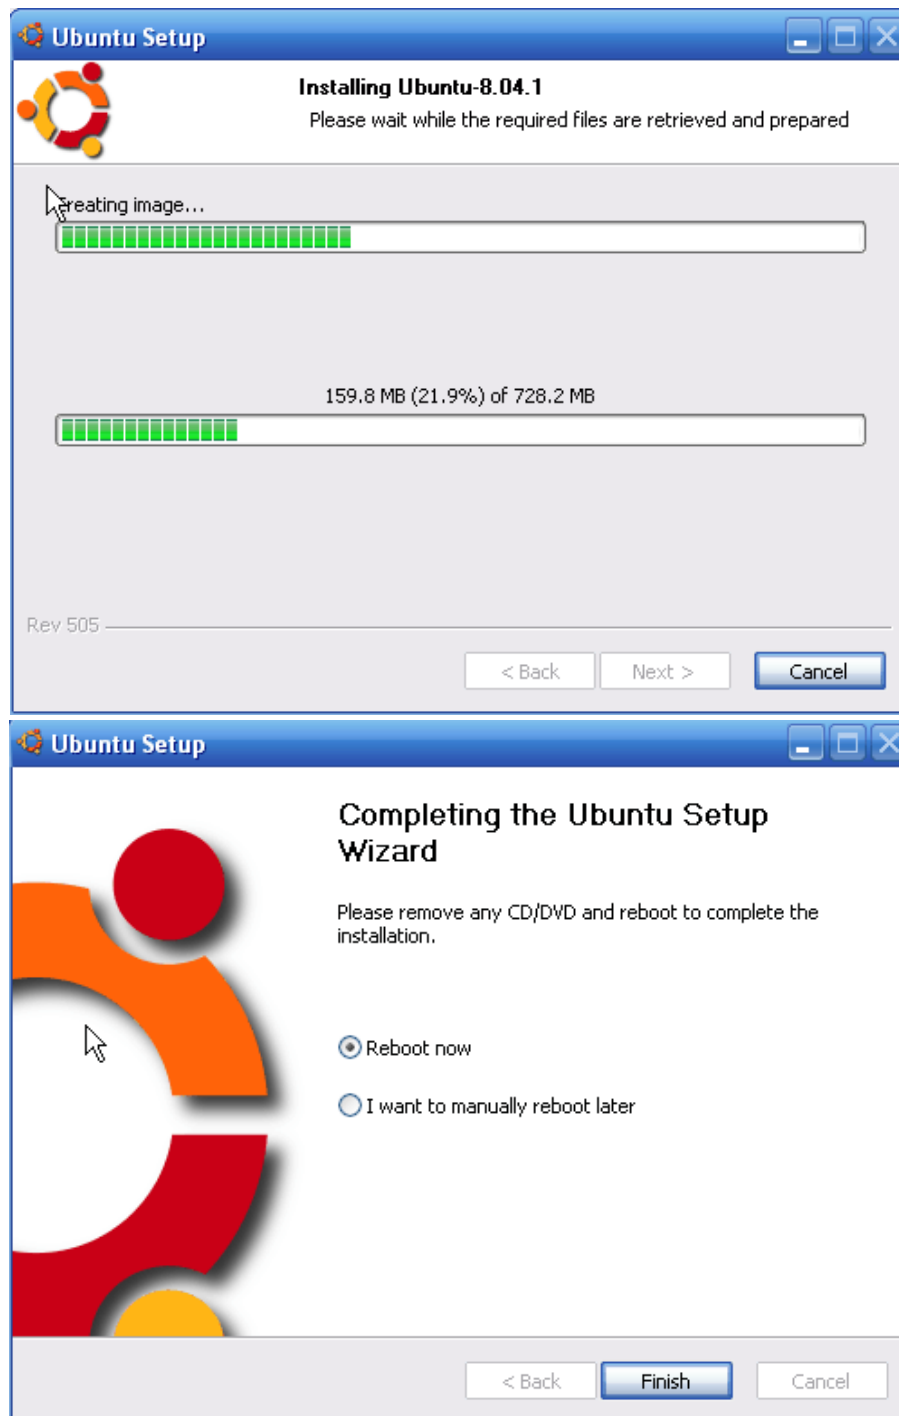 Ubuntu Setup
Installing Ubuntu-8.04.1
Please wait while the required files are retrieved and prepared
Creating image...
159.8 MB (21.9%) of 728.2 MB
Rev 505
< Back Next > Cancel
Ubuntu Setup
Completing the Ubuntu Setup
Wizard
Please remove any CD/DVD and reboot to complete the
installation.
Reboot now
I want to manually reboot later
< Back Finish Cancel